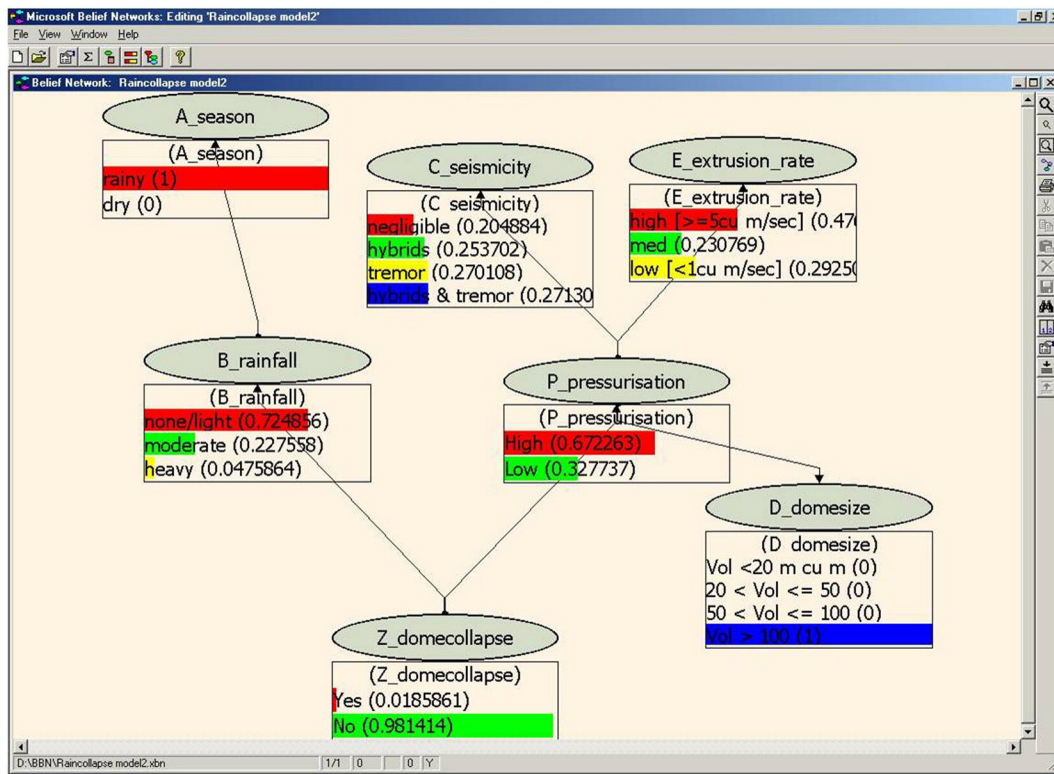 Microsoft Belief Networks: Editing 'Raincollapse model2'
File View Window Help
Belief Network: Raincollapse model2
A_season
(A_season)
rainy (1)
dry (0)
C_seismicity
(C_seismicity)
negligible (0.204884)
hybrids (0.253702)
tremor (0.270108)
hybrids & tremor (0.27130
E_extrusion_rate
(E_extrusion_rate)
high [>=5cu m/sec] (0.476
med (0.230769)
low [<1cu m/sec] (0.29250
B_rainfall
(B_rainfall)
none/light (0.724856)
moderate (0.227558)
heavy (0.0475864)
P_pressurisation
(P_pressurisation)
High (0.672263)
Low (0.327737)
D_domesize
(D_domesize)
Vol <20 m cu m (0)
20 < Vol <= 50 (0)
50 < Vol <= 100 (0)
Vol > 100 (1)
Z_domecollapse
(Z_domecollapse)
Yes (0.0185861)
No (0.981414)
D:\BBN\Raincollapse model2.xbn 1/1 0 0 Y